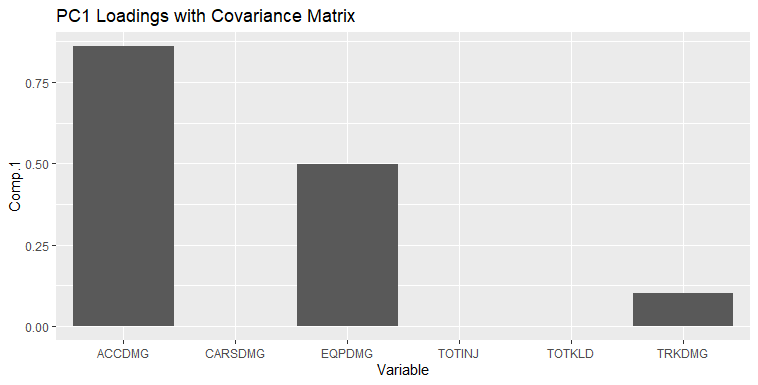 PC1 Loadings with Covariance Matrix
Comp.1
0.75
0.50
0.25
0.00
ACCDMG CARSDMG EQPDMG TOTINJ TOTKLD TRKDMG
Variable